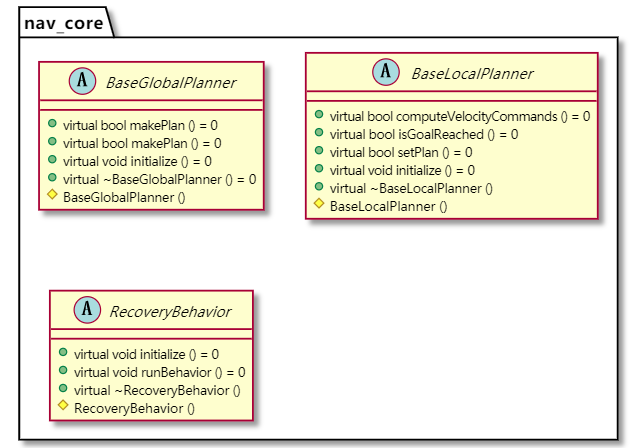 nav_core
A BaseGlobalPlanner
virtual bool makePlan () = 0
virtual bool makePlan () = 0
virtual void initialize () = 0
virtual ~BaseGlobalPlanner () = 0
BaseGlobalPlanner ()
A BaseLocalPlanner
virtual bool computeVelocityCommands () = 0
virtual bool isGoalReached () = 0
virtual bool setPlan () = 0
virtual void initialize () = 0
virtual ~BaseLocalPlanner ()
BaseLocalPlanner ()
A RecoveryBehavior
virtual void initialize () = 0
virtual void runBehavior () = 0
virtual ~RecoveryBehavior ()
RecoveryBehavior ()